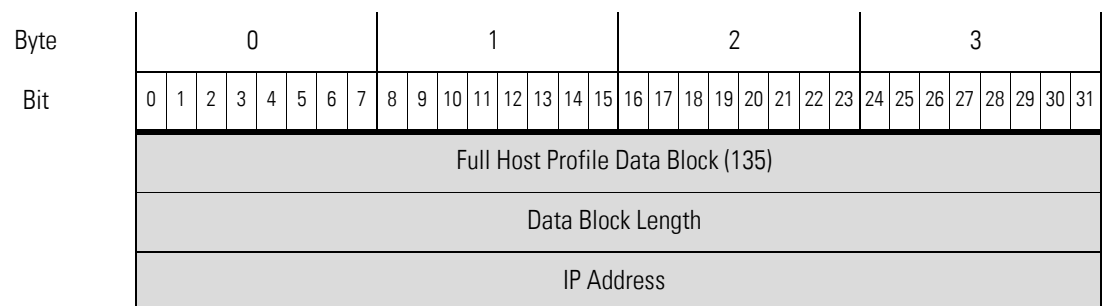 Byte 0 1 2 3
Bit 0 1 2 3 4 5 6 7 8 9 10 11 12 13 14 15 16 17 18 19 20 21 22 23 24 25 26 27 28 29 30 31
Full Host Profile Data Block (135)
Data Block Length
IP Address